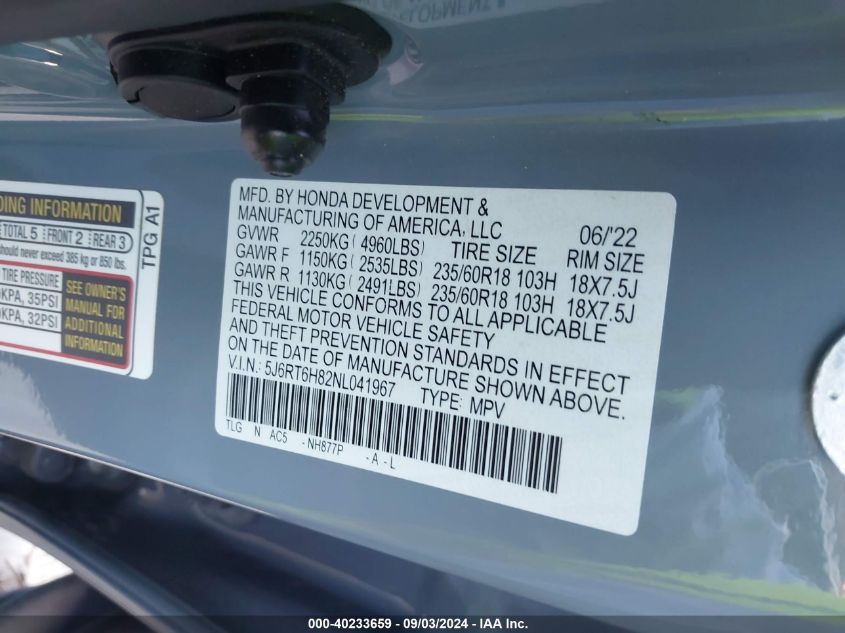 DING INFORMATION
TOTAL 5 FRONT 2 REAR 3
should never exceed 385 kg or 850 lbs.
TIRE PRESSURE
KPA, 35PSI
KPA, 32PSI
SEE OWNER'S
MANUAL FOR
ADDITIONAL
INFORMATION
TPG A1
MFD. BY HONDA DEVELOPMENT &
MANUFACTURING OF AMERICA, LLC 06/'22
GVWR 2250KG ( 4960LBS) TIRE SIZE RIM SIZE
GAWR F 1150KG ( 2535LBS) 235/60R18 103H 18X7.5J
GAWR R 1130KG ( 2491LBS) 235/60R18 103H 18X7.5J
THIS VEHICLE CONFORMS TO ALL APPLICABLE
FEDERAL MOTOR VEHICLE SAFETY
AND THEFT PREVENTION STANDARDS IN EFFECT
ON THE DATE OF MANUFACTURE SHOWN ABOVE.
V.I.N.: 5J6RT6H82NL041967 TYPE: MPV
TLG N AC5 -NH877P -A-L
000-40233659 - 09/03/2024 - IAA Inc.